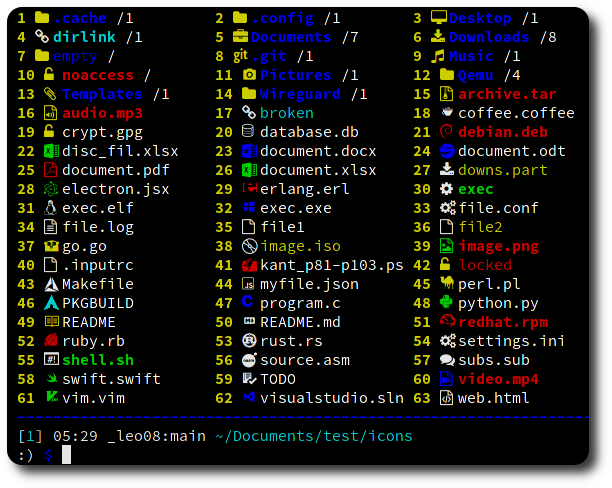 1 .cache /1 2 .config /1 3 Desktop /1
4 dirlink /1 5 Documents /7 6 Downloads /8
7 empty / 8 git .git /1 9 Music /1
10 noaccess / 11 Pictures /1 12 Qemu /4
13 Templates /1 14 Wireguard /1 15 archive.tar
16 audio.mp3 17 broken 18 coffee.coffee
19 crypt.gpg 20 database.db 21 debian.deb
22 disc_fil.xlsx 23 document.docx 24 document.odt
25 document.pdf 26 document.xlsx 27 downs.part
28 electron.jsx 29 erlang.erl 30 exec
31 exec.elf 32 exec.exe 33 file.conf
34 file.log 35 file1 36 file2
37 go.go 38 image.iso 39 image.png
40 .inputrc 41 kant_p81-p103.ps 42 locked
43 Makefile 44 myfile.json 45 perl.pl
46 PKGBUILD 47 program.c 48 python.py
49 README 50 README.md 51 redhat.rpm
52 ruby.rb 53 rust.rs 54 settings.ini
55 #! shell.sh 56 source.asm 57 subs.sub
58 swift.swift 59 TODO 60 video.mp4
61 vim.vim 62 visualstudio.sln 63 web.html
[1] 05:29 _leo08:main ~/Documents/test/icons
:) $